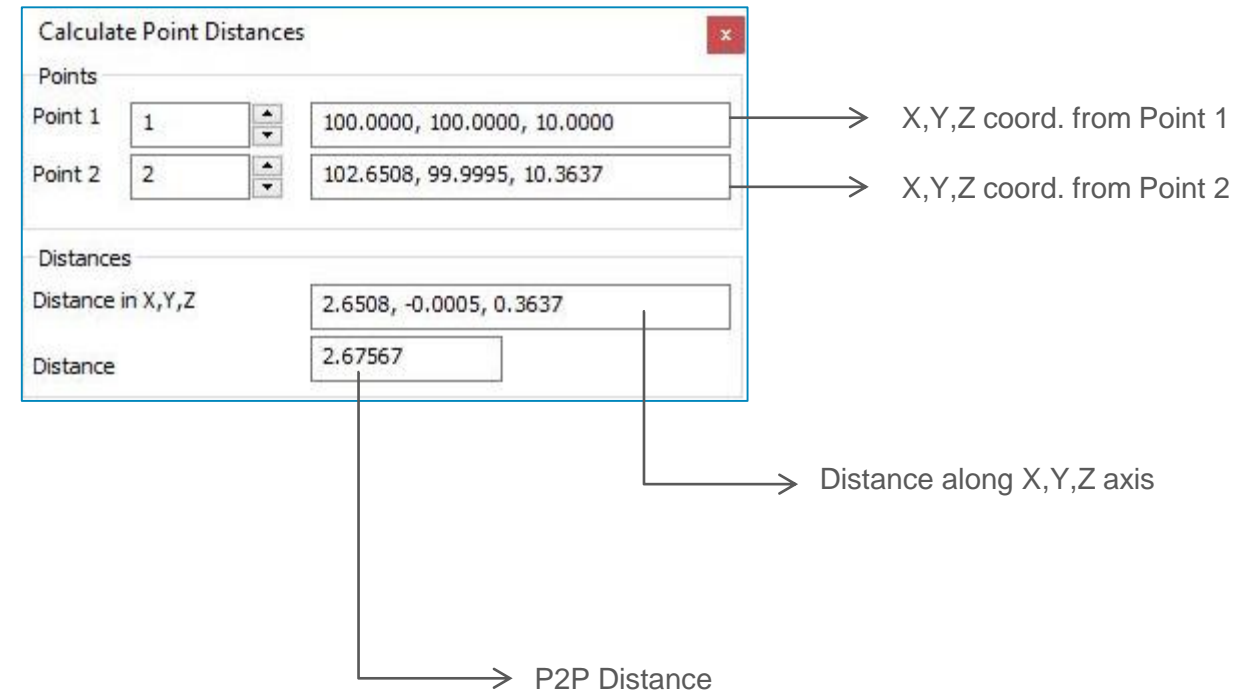 Calculate Point Distances
x
Points
Point 1 1 100.0000, 100.0000, 10.0000 X,Y,Z coord. from Point 1
Point 2 2 102.6508, 99.9995, 10.3637 X,Y,Z coord. from Point 2
Distances
Distance in X,Y,Z 2.6508, -0.0005, 0.3637
Distance 2.67567
Distance along X,Y,Z axis
P2P Distance